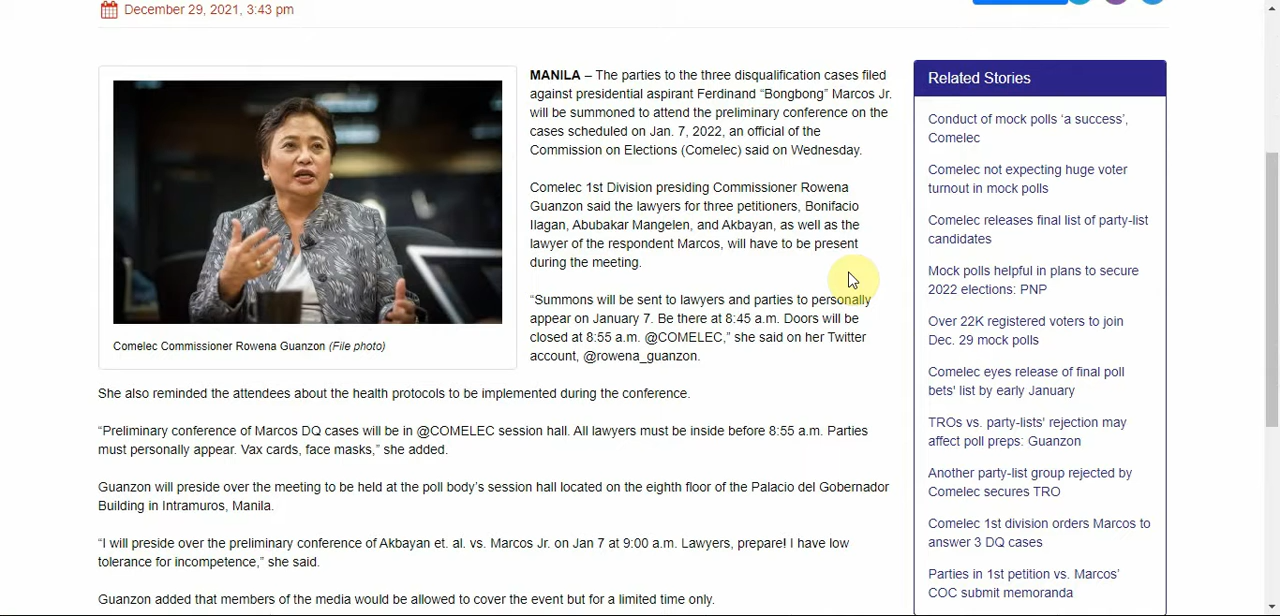 December 29, 2021, 3:43 pm
MANILA – The parties to the three disqualification cases filed
against presidential aspirant Ferdinand “Bongbong” Marcos Jr.
will be summoned to attend the preliminary conference on the
cases scheduled on Jan. 7, 2022, an official of the
Commission on Elections (Comelec) said on Wednesday.
Comelec 1st Division presiding Commissioner Rowena
Guanzon said the lawyers for three petitioners, Bonifacio
Ilagan, Abubakar Mangelen, and Akbayan, as well as the
lawyer of the respondent Marcos, will have to be present
during the meeting.
“Summons will be sent to lawyers and parties to personally
appear on January 7. Be there at 8:45 a.m. Doors will be
closed at 8:55 a.m. @COMELEC,” she said on her Twitter
account, @rowena_guanzon.
Comelec Commissioner Rowena Guanzon (File photo)
She also reminded the attendees about the health protocols to be implemented during the conference.
“Preliminary conference of Marcos DQ cases will be in @COMELEC session hall. All lawyers must be inside before 8:55 a.m. Parties
must personally appear. Vax cards, face masks,” she added.
Guanzon will preside over the meeting to be held at the poll body’s session hall located on the eighth floor of the Palacio del Gobernador
Building in Intramuros, Manila.
“I will preside over the preliminary conference of Akbayan et. al. vs. Marcos Jr. on Jan 7 at 9:00 a.m. Lawyers, prepare! I have low
tolerance for incompetence,” she said.
Guanzon added that members of the media would be allowed to cover the event but for a limited time only.
Related Stories
Conduct of mock polls ‘a success’,
Comelec
Comelec not expecting huge voter
turnout in mock polls
Comelec releases final list of party-list
candidates
Mock polls helpful in plans to secure
2022 elections: PNP
Over 22K registered voters to join
Dec. 29 mock polls
Comelec eyes release of final poll
bets' list by early January
TROs vs. party-lists' rejection may
affect poll preps: Guanzon
Another party-list group rejected by
Comelec secures TRO
Comelec 1st division orders Marcos to
answer 3 DQ cases
Parties in 1st petition vs. Marcos’
COC submit memoranda